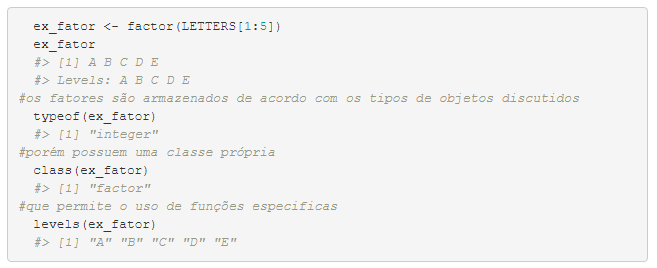 ex_fator <- factor(LETTERS[1:5])
ex_fator
#> [1] A B C D E
#> Levels: A B C D E
#os fatores são armazenados de acordo com os tipos de objetos discutidos
typeof(ex_fator)
#> [1] "integer"
#porém possuem uma classe própria
class(ex_fator)
#> [1] "factor"
#que permite o uso de funções especificas
levels(ex_fator)
#> [1] "A" "B" "C" "D" "E"